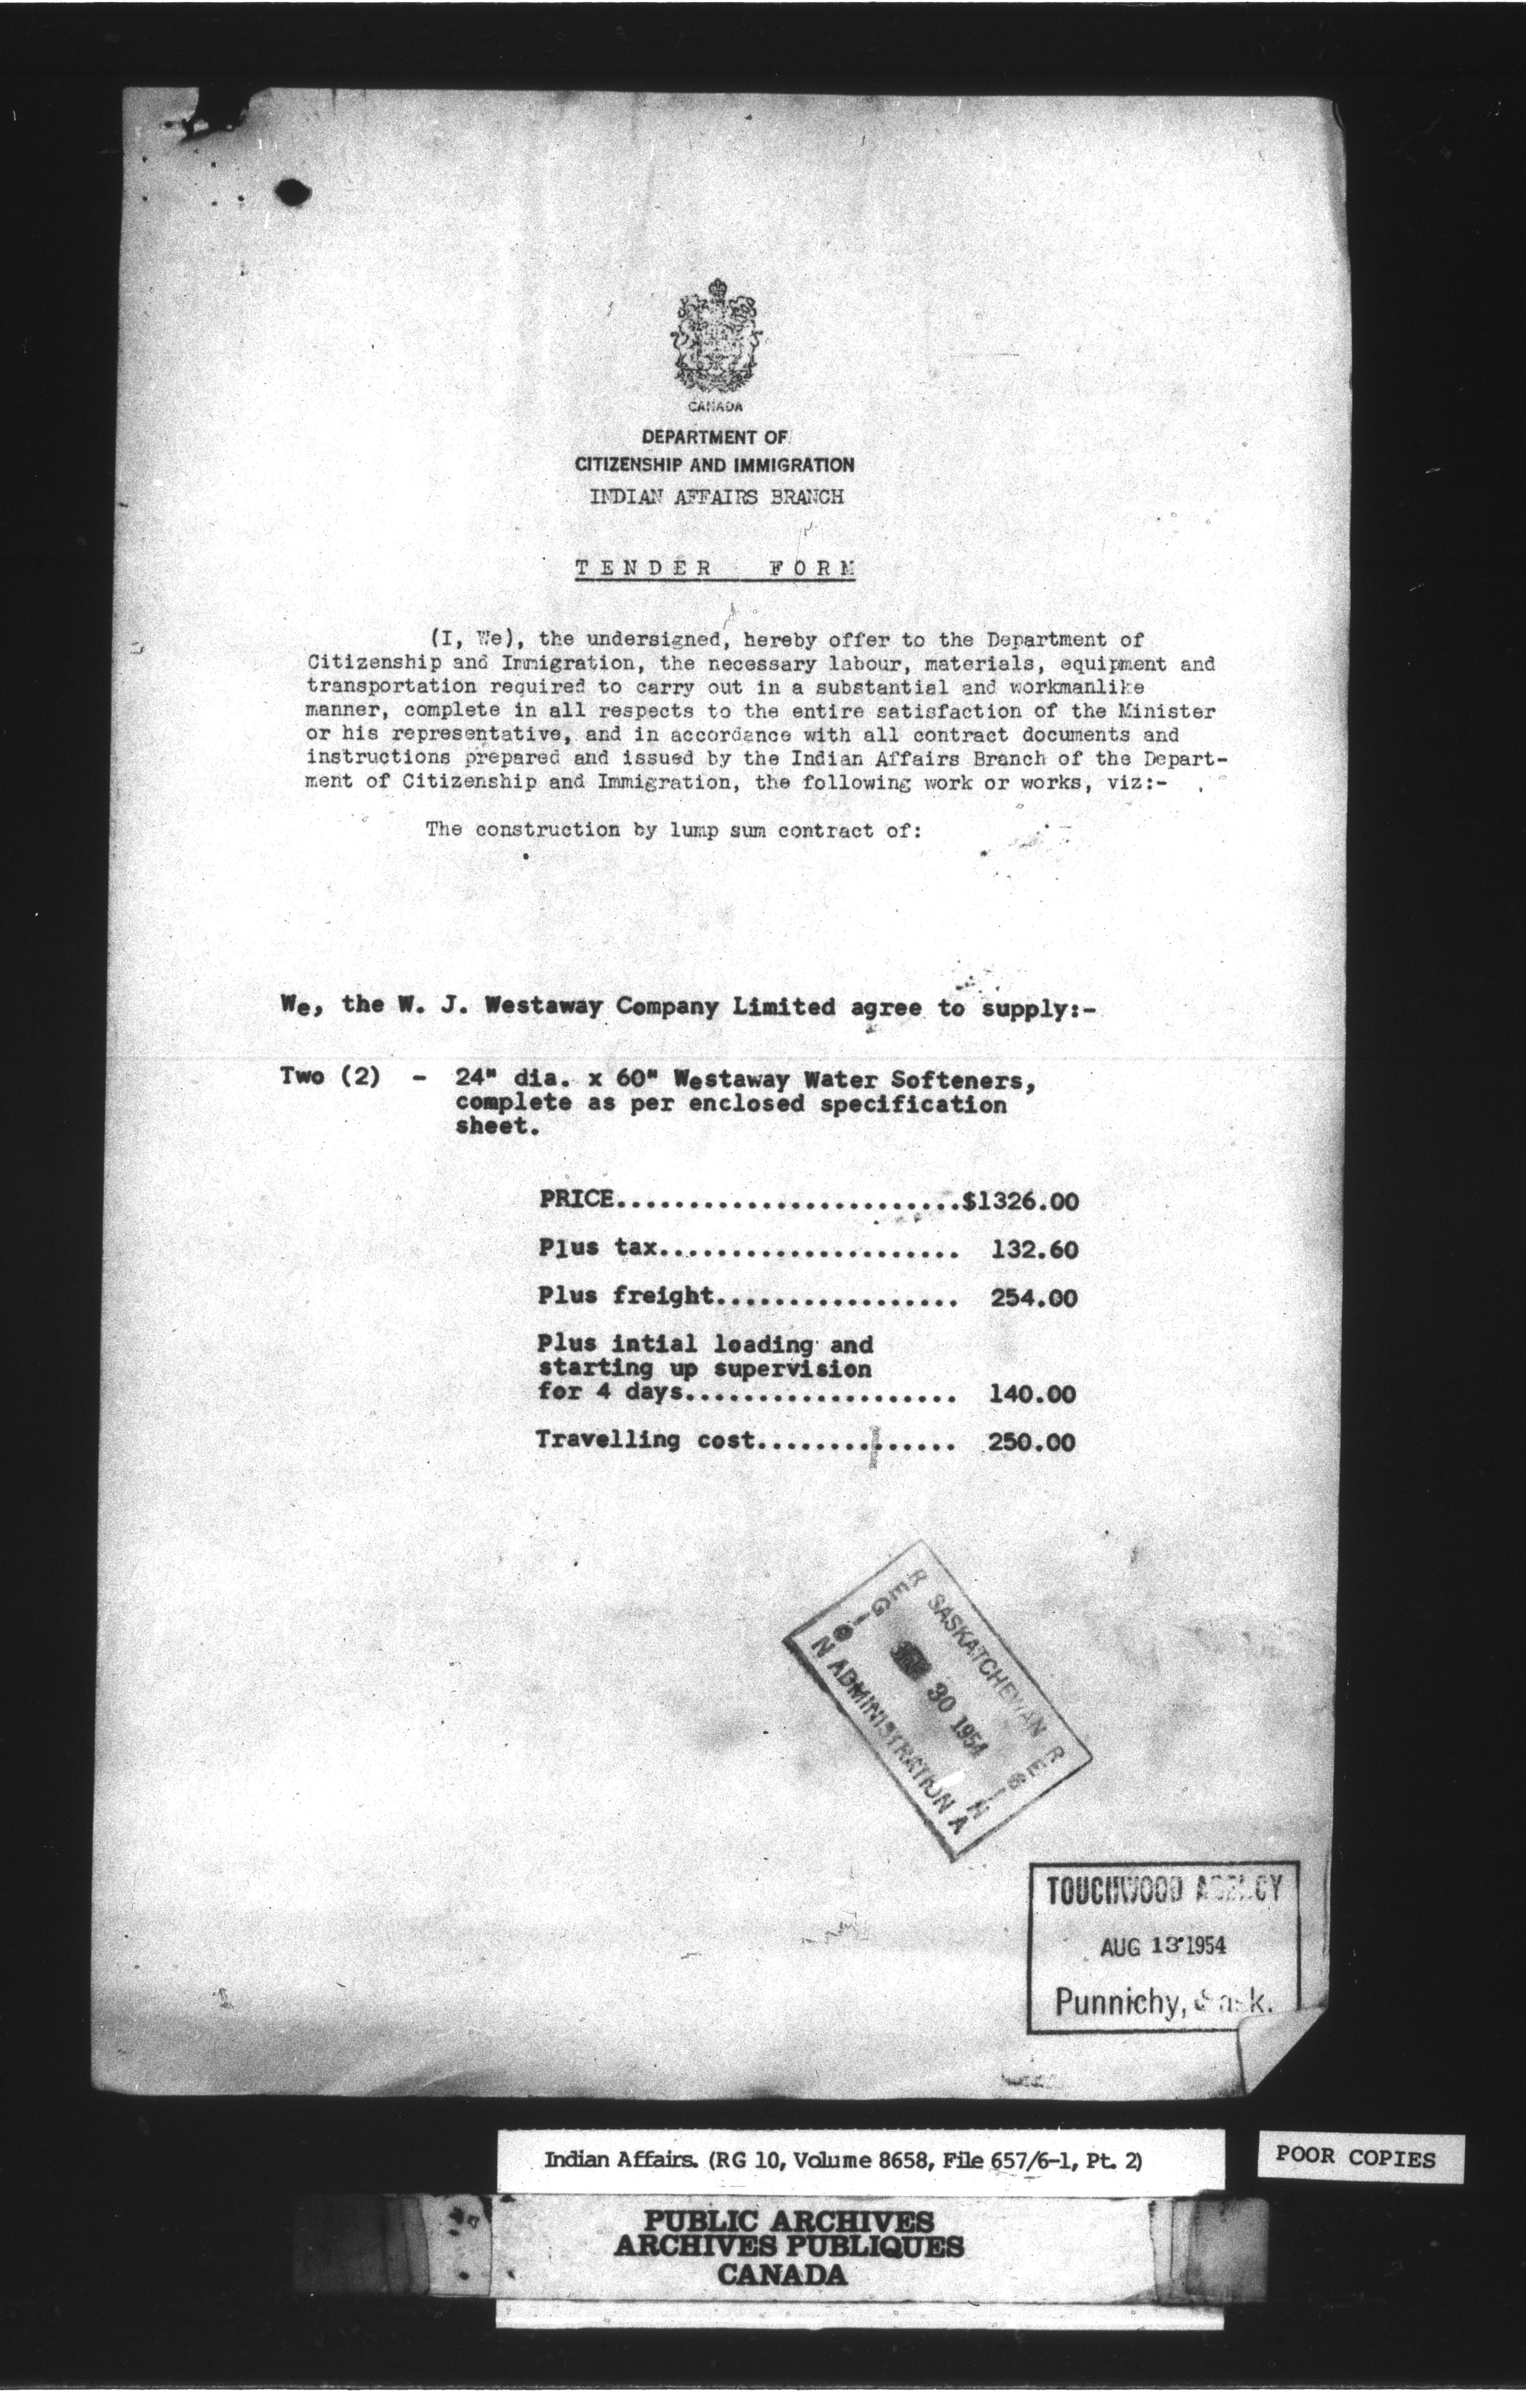 CANADA
DEPARTMENT OF
CITIZENSHIP AND IMMIGRATION
INDIAN AFFAIRS BRANCH
TENDER FORM
(I, We), the undersigned, hereby offer to the Department of
Citizenship and Immigration, the necessary labour, materials, equipment and
transportation required to carry out in a substantial and workmanlike
manner, complete in all respects to the entire satisfaction of the Minister
or his representative, and in accordance with all contract documents and
instructions prepared and issued by the Indian Affairs Branch of the Depart-
ment of Citizenship and Immigration, the following work or works, viz:-
The construction by lump sum contract of:
We, the W. J. Westaway Company Limited agree to supply:-
Two (2) - 24" dia. x 60" Westaway Water Softeners,
complete as per enclosed specification
sheet.
PRICE........................$1326.00
Plus tax..................... 132.60
Plus freight................. 254.00
Plus intial loading and
starting up supervision
for 4 days................... 140.00
Travelling cost.............. 250.00
R SASKATCHEWAN R
E G I O N
30 1954
E G I N
ADMINISTRATION A
TOUCHWOOD AGENCY
AUG 13 1954
Punnichy, Sask.
Indian Affairs. (RG 10, Volume 8658, File 657/6-1, Pt. 2)
POOR COPIES
PUBLIC ARCHIVES
ARCHIVES PUBLIQUES
CANADA